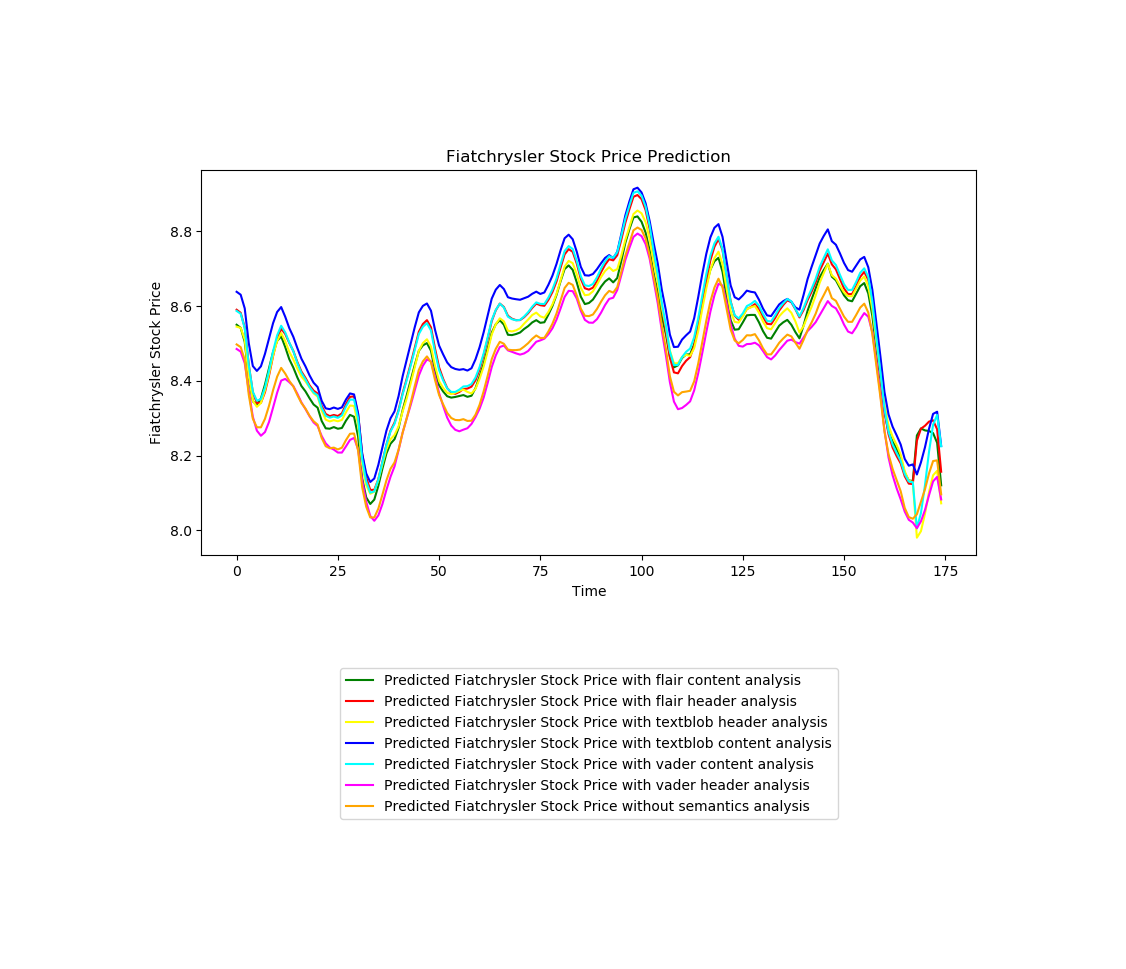 Fiatchrysler Stock Price Prediction
Fiatchrysler Stock Price
8.8
8.6
8.4
8.2
8.0
0 25 50 75 100 125 150 175
Time
Predicted Fiatchrysler Stock Price with flair content analysis
Predicted Fiatchrysler Stock Price with flair header analysis
Predicted Fiatchrysler Stock Price with textblob header analysis
Predicted Fiatchrysler Stock Price with textblob content analysis
Predicted Fiatchrysler Stock Price with vader content analysis
Predicted Fiatchrysler Stock Price with vader header analysis
Predicted Fiatchrysler Stock Price without semantics analysis